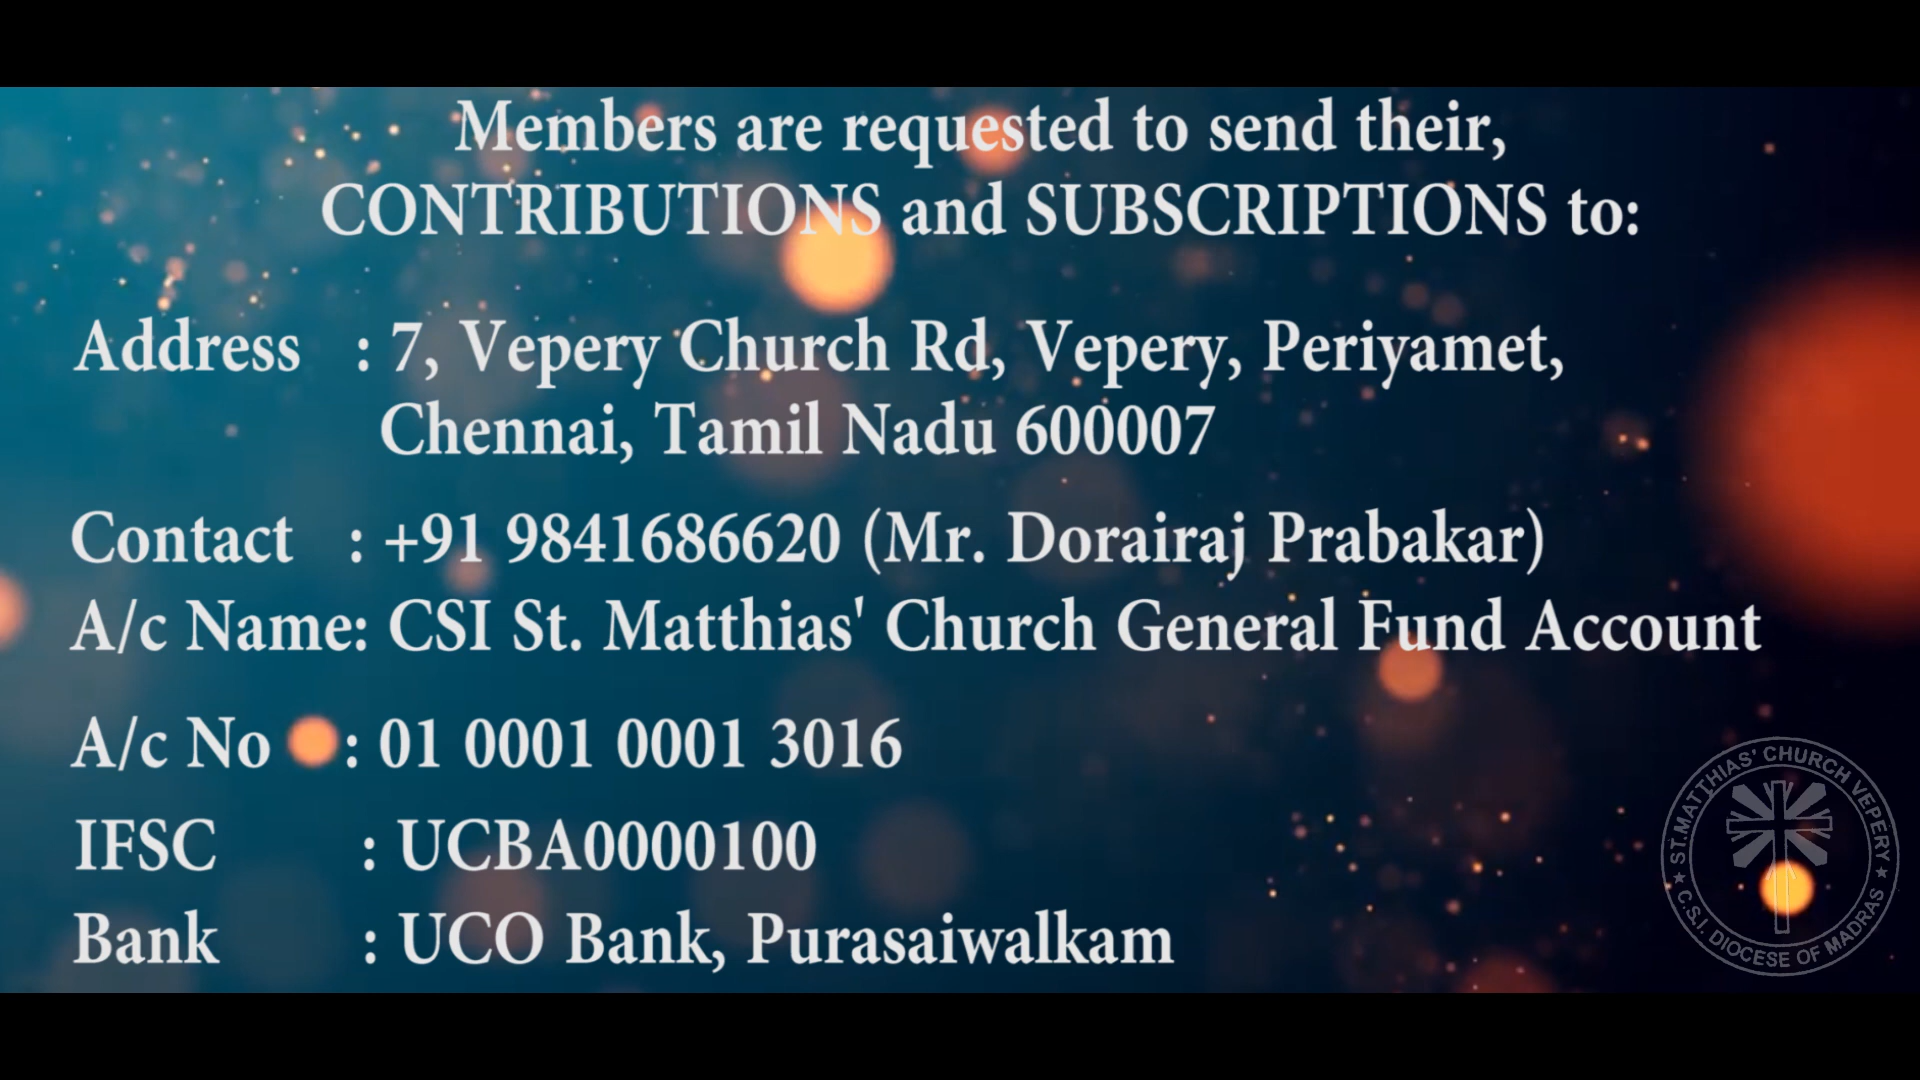 Members are requested to send their,
CONTRIBUTIONS and SUBSCRIPTIONS to:
Address : 7, Vepery Church Rd, Vepery, Periyamet,
Chennai, Tamil Nadu 600007
Contact : +91 9841686620 (Mr. Dorairaj Prabakar)
A/c Name: CSI St. Matthias' Church General Fund Account
A/c No : 01 0001 0001 3016
IFSC : UCBA0000100
Bank : UCO Bank, Purasaiwalkam
ST.MATTHIAS' CHURCH VEPERY
C.S.I. DIOCESE OF MADRAS